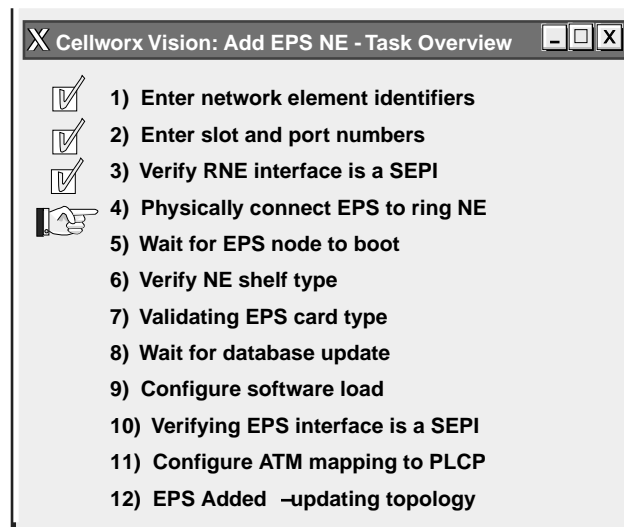 X Cellworx Vision: Add EPS NE - Task Overview X
1) Enter network element identifiers
2) Enter slot and port numbers
3) Verify RNE interface is a SEPI
4) Physically connect EPS to ring NE
5) Wait for EPS node to boot
6) Verify NE shelf type
7) Validating EPS card type
8) Wait for database update
9) Configure software load
10) Verifying EPS interface is a SEPI
11) Configure ATM mapping to PLCP
12) EPS Added –updating topology